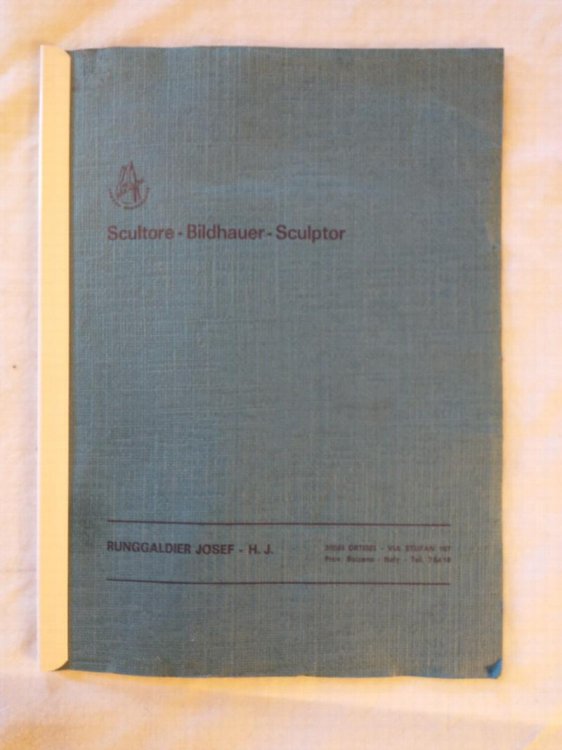 Scultore - Bildhauer - Sculptor
RUNGGALDIER JOSEF - H. J.
ORTISEI - VIA STUFAN
Prov. Bolzano - Italy - Tel.